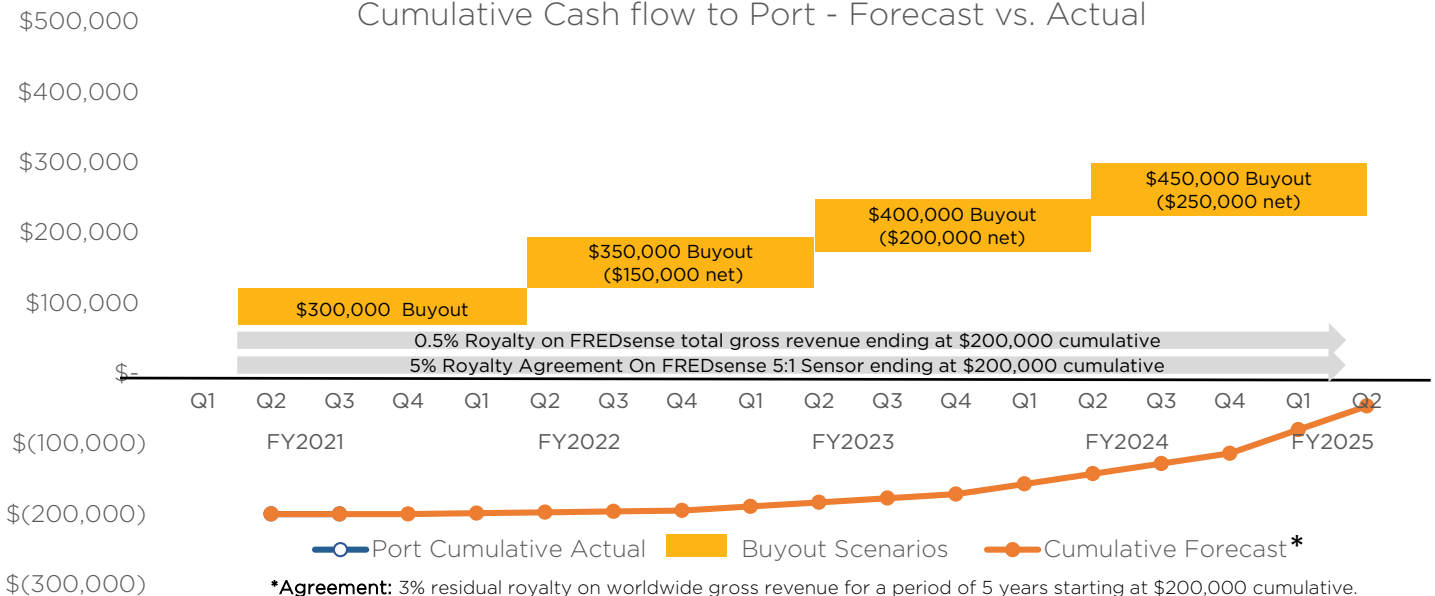 Cumulative Cash flow to Port - Forecast vs. Actual
$500,000
$400,000
$300,000
$200,000
$100,000
$-
$(100,000)
$(200,000)
$(300,000)
$450,000 Buyout
($250,000 net)
$400,000 Buyout
($200,000 net)
$350,000 Buyout
($150,000 net)
$300,000 Buyout
0.5% Royalty on FREDsense total gross revenue ending at $200,000 cumulative
5% Royalty Agreement On FREDsense 5:1 Sensor ending at $200,000 cumulative
Q1 Q2 Q3 Q4 Q1 Q2 Q3 Q4 Q1 Q2 Q3 Q4 Q1 Q2 Q3 Q4 Q1 Q2
FY2021 FY2022 FY2023 FY2024 FY2025
Port Cumulative Actual Buyout Scenarios Cumulative Forecast*
*Agreement: 3% residual royalty on worldwide gross revenue for a period of 5 years starting at $200,000 cumulative.